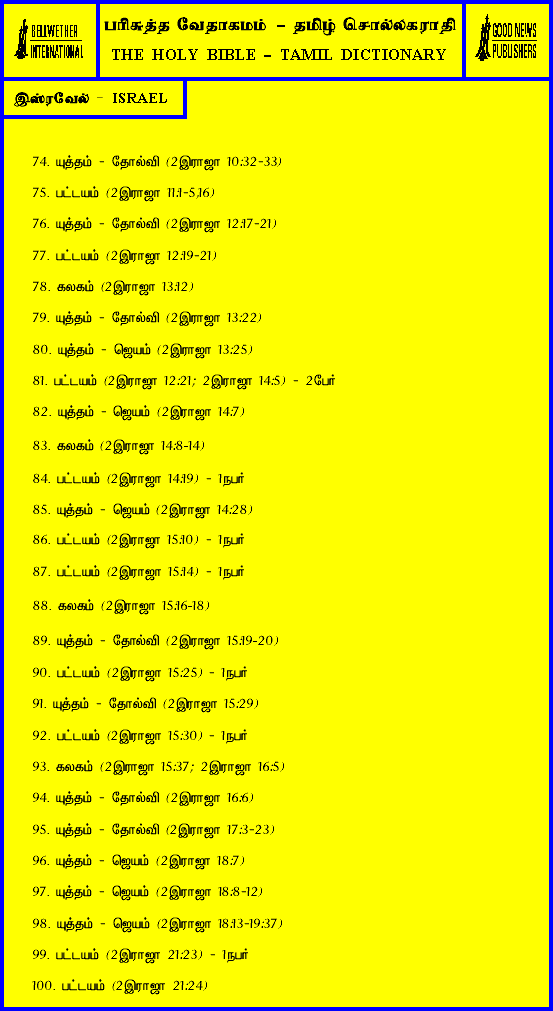 BELLWETHER
INTERNATIONAL
பரிசுத்த வேதாகமம் - தமிழ் சொல்லகராதி
THE HOLY BIBLE - TAMIL DICTIONARY
GOOD NEWS
PUBLISHERS
இஸ்ரவேல் - ISRAEL
74. யுத்தம் - தோல்வி (2இராஜா 10:32-33)
75. பட்டயம் (2இராஜா 11:1-5,16)
76. யுத்தம் - தோல்வி (2இராஜா 12:17-21)
77. பட்டயம் (2இராஜா 12:19-21)
78. கலகம் (2இராஜா 13:12)
79. யுத்தம் - தோல்வி (2இராஜா 13:22)
80. யுத்தம் - ஜெயம் (2இராஜா 13:25)
81. பட்டயம் (2இராஜா 12:21; 2இராஜா 14:5) - 2பேர்
82. யுத்தம் - ஜெயம் (2இராஜா 14:7)
83. கலகம் (2இராஜா 14:8-14)
84. பட்டயம் (2இராஜா 14:19) - 1நபர்
85. யுத்தம் - ஜெயம் (2இராஜா 14:28)
86. பட்டயம் (2இராஜா 15:10) - 1நபர்
87. பட்டயம் (2இராஜா 15:14) - 1நபர்
88. கலகம் (2இராஜா 15:16-18)
89. யுத்தம் - தோல்வி (2இராஜா 15:19-20)
90. பட்டயம் (2இராஜா 15:25) - 1நபர்
91. யுத்தம் - தோல்வி (2இராஜா 15:29)
92. பட்டயம் (2இராஜா 15:30) - 1நபர்
93. கலகம் (2இராஜா 15:37; 2இராஜா 16:5)
94. யுத்தம் - தோல்வி (2இராஜா 16:6)
95. யுத்தம் - தோல்வி (2இராஜா 17:3-23)
96. யுத்தம் - ஜெயம் (2இராஜா 18:7)
97. யுத்தம் - ஜெயம் (2இராஜா 18:8-12)
98. யுத்தம் - ஜெயம் (2இராஜா 18:13-19:37)
99. பட்டயம் (2இராஜா 21:23) - 1நபர்
100. பட்டயம் (2இராஜா 21:24)